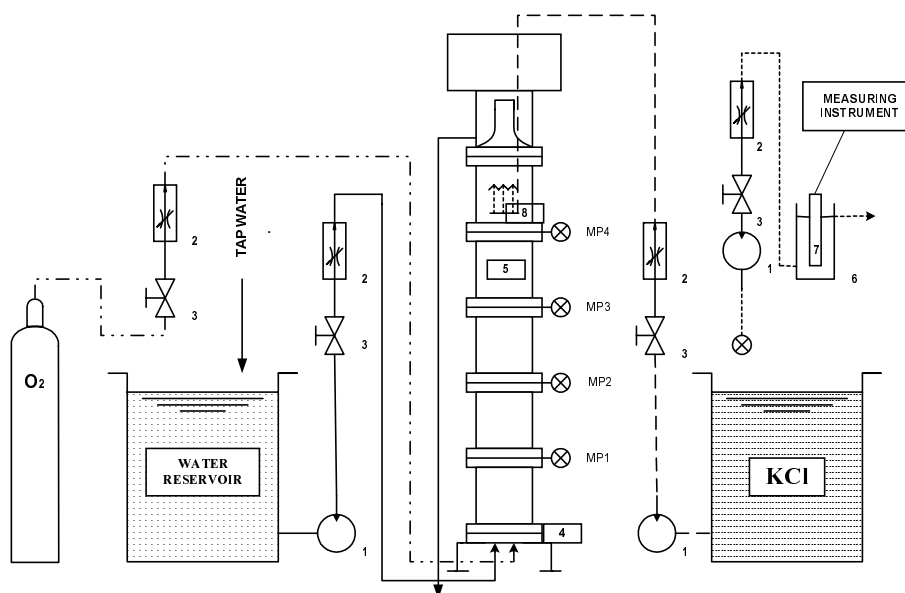 MEASURING
INSTRUMENT
TAP WATER
2
3
2
3
1
8
5
4
MP4
MP3
MP2
MP1
2
3
1
2
3
1
7
6
O2
WATER
RESERVOIR
KCl